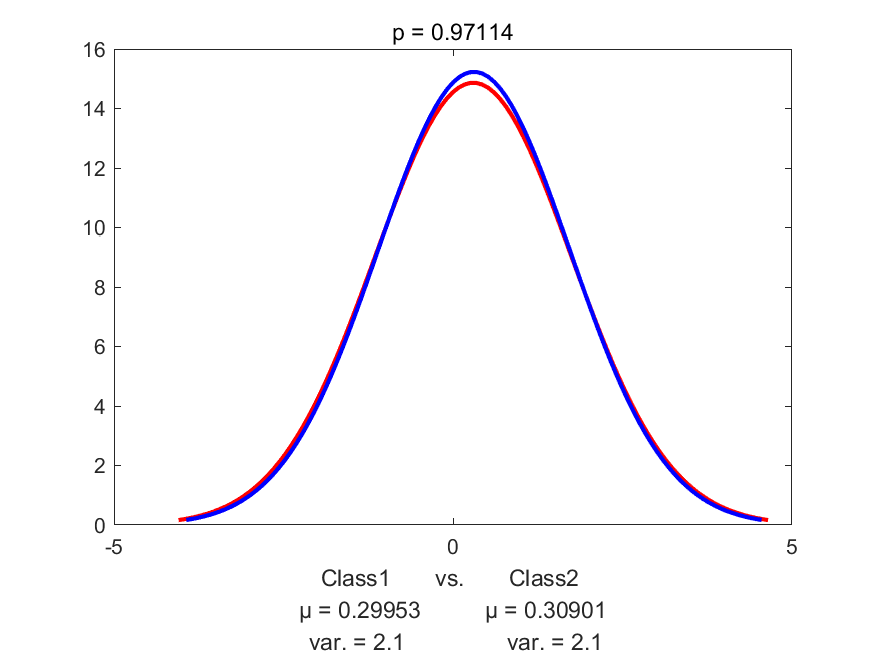 p = 0.97114
16
14
12
10
8
6
4
2
0
-5 0 5
Class1 vs. Class2
μ = 0.29953 μ = 0.30901
var. = 2.1 var. = 2.1